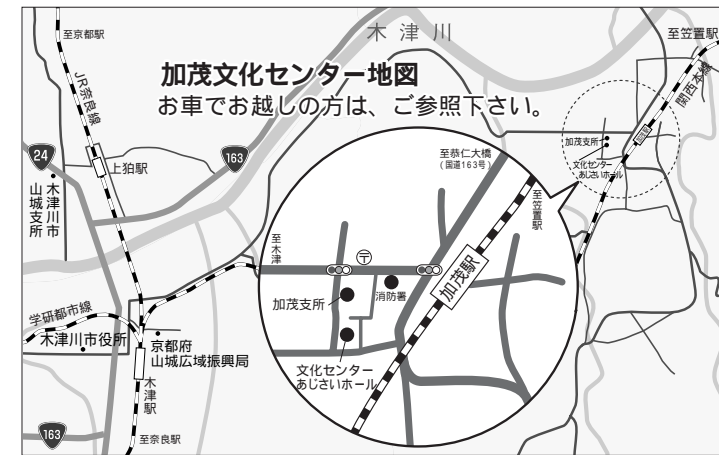 至京都駅
木津川
至笠置駅
加茂文化センター地図
お車でお越しの方は、ご参照下さい。
JR奈良線
関西本線
24
163
上狛駅
木津川市
山城支所
加茂支所
文化センター
あじさいホール
至恭仁大橋
(国道163号)
至笠置駅
至木津
〒
加茂駅
加茂支所
消防署
文化センター
あじさいホール
学研都市線
木津川市役所
京都府
山城広域振興局
木津駅
163
至奈良駅